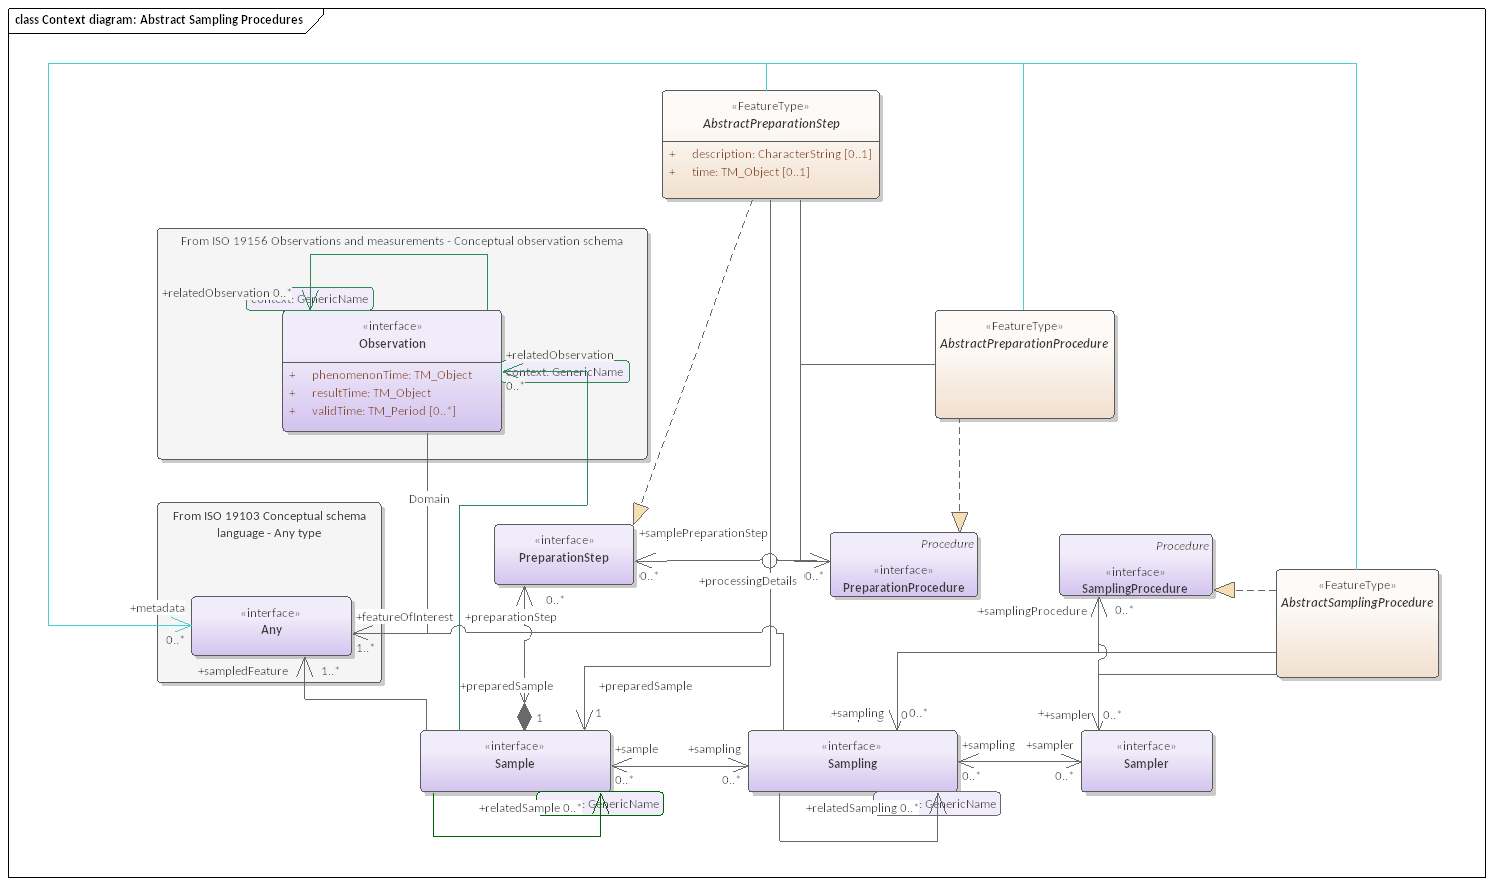 class Context diagram: Abstract Sampling Procedures
«FeatureType»
AbstractPreparationStep
+ description: CharacterString [0..1]
+ time: TM_Object [0..1]
From ISO 19156 Observations and measurements - Conceptual observation schema
+relatedObservation 0..*
context: GenericName
«interface»
Observation
+ phenomenonTime: TM_Object
+ resultTime: TM_Object
+ validTime: TM_Period [0..*]
+relatedObservation
context: GenericName
0..*
«FeatureType»
AbstractPreparationProcedure
Domain
From ISO 19103 Conceptual schema
language - Any type
«interface»
PreparationStep
+samplePreparationStep
0..*
+processingDetails
0..*
Procedure
«interface»
PreparationProcedure
Procedure
«interface»
SamplingProcedure
«FeatureType»
AbstractSamplingProcedure
+metadata
0..*
«interface»
Any
+featureOfInterest
1..*
0..*
+preparationStep
+samplingProcedure 0..*
+sampledFeature 1..*
+preparedSample
1
+preparedSample
1
+sampling 0..*
+sampler 0..*
«interface»
Sample
+sample
0..*
+sampling
0..*
«interface»
Sampling
+sampling
0..*
+sampler
0..*
«interface»
Sampler
+relatedSample 0..*
: GenericName
+relatedSampling 0..*
: GenericName